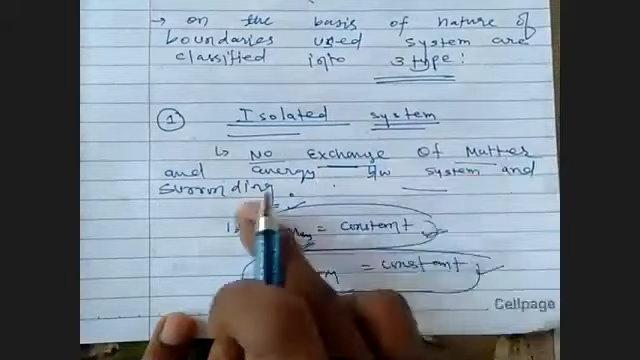 → on the basis of nature of
boundaries used system are
classified into 3 type:
① Isolated system
↳ No Exchange of Matter
and energy b/w system and
surronding.
= constant
= constant
Cellpage